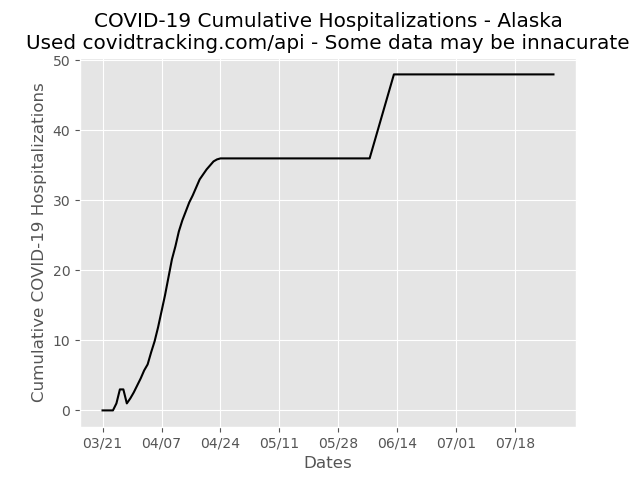 COVID-19 Cumulative Hospitalizations - Alaska
Used covidtracking.com/api - Some data may be innacurate
Cumulative COVID-19 Hospitalizations
50
40
30
20
10
0
03/21 04/07 04/24 05/11 05/28 06/14 07/01 07/18
Dates